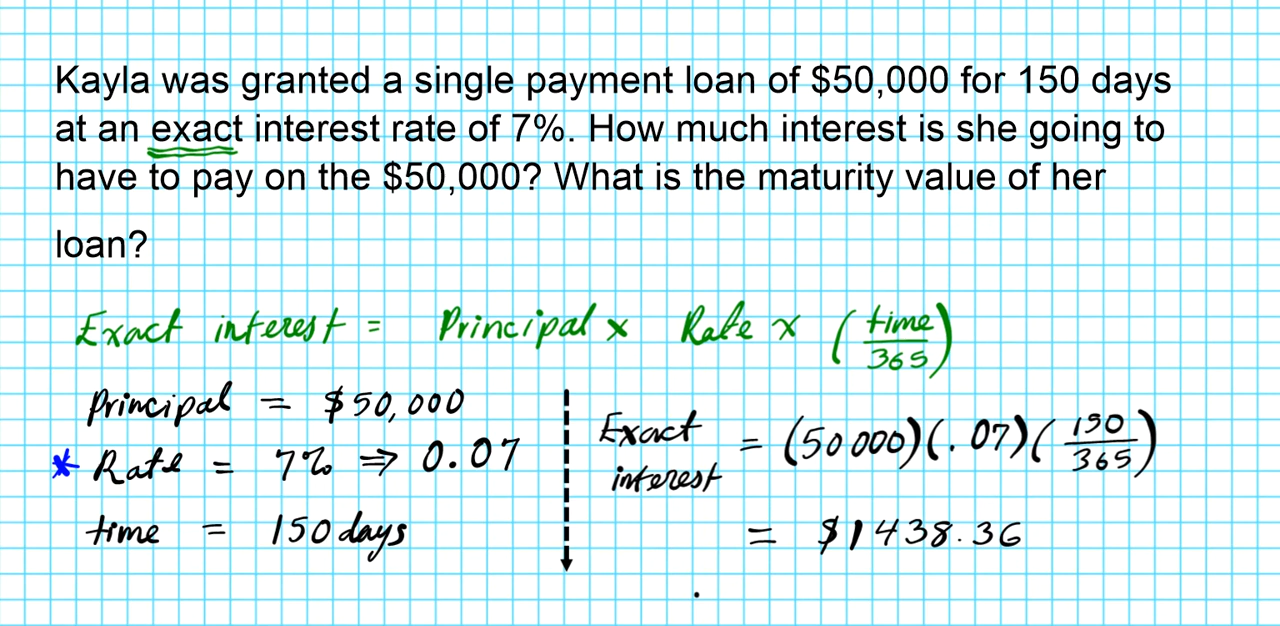 Kayla was granted a single payment loan of $50,000 for 150 days
at an exact interest rate of 7%. How much interest is she going to
have to pay on the $50,000? What is the maturity value of her
loan?
Exact interest = Principal x Rate x (time/365)
Principal = $50,000
* Rate = 7% ⇒ 0.07
time = 150 days
Exact interest = (50 000)(.07)(150/365)
= $1438.36